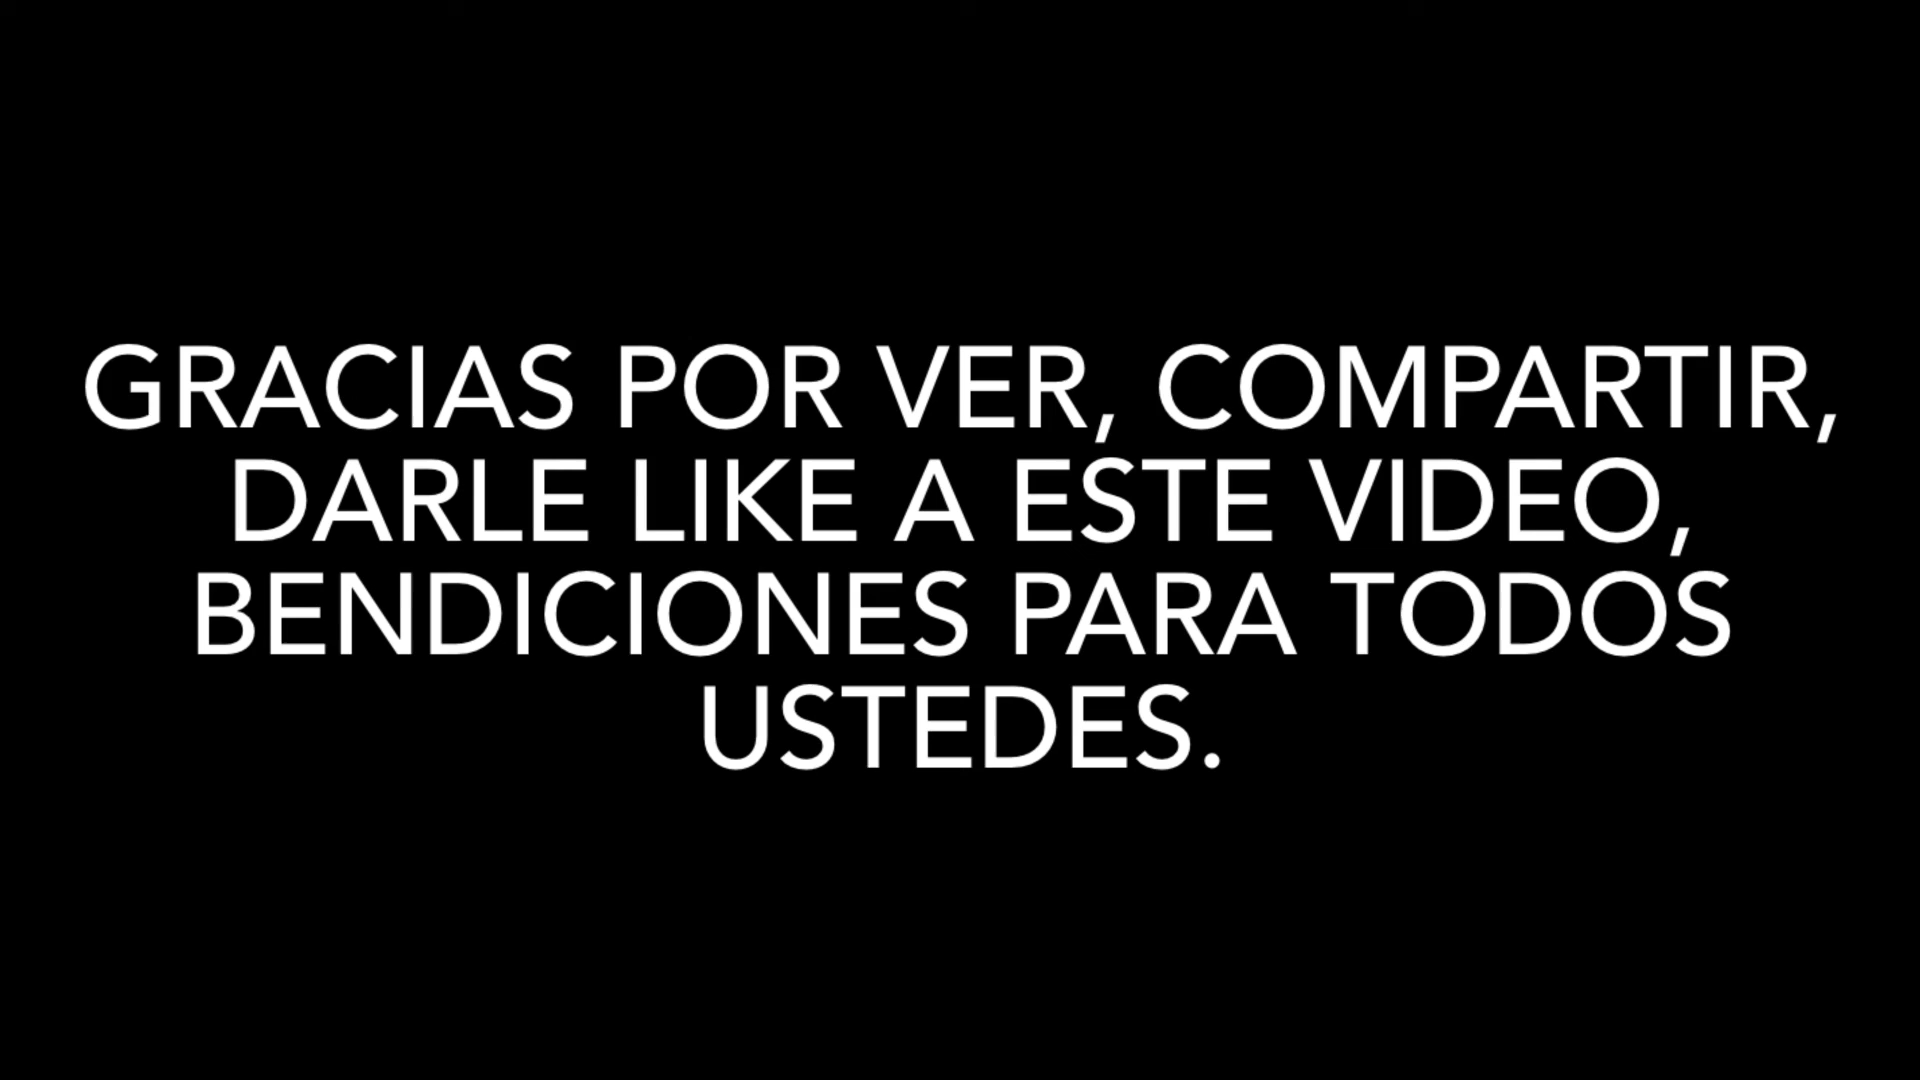 GRACIAS POR VER, COMPARTIR,
DARLE LIKE A ESTE VIDEO,
BENDICIONES PARA TODOS
USTEDES.